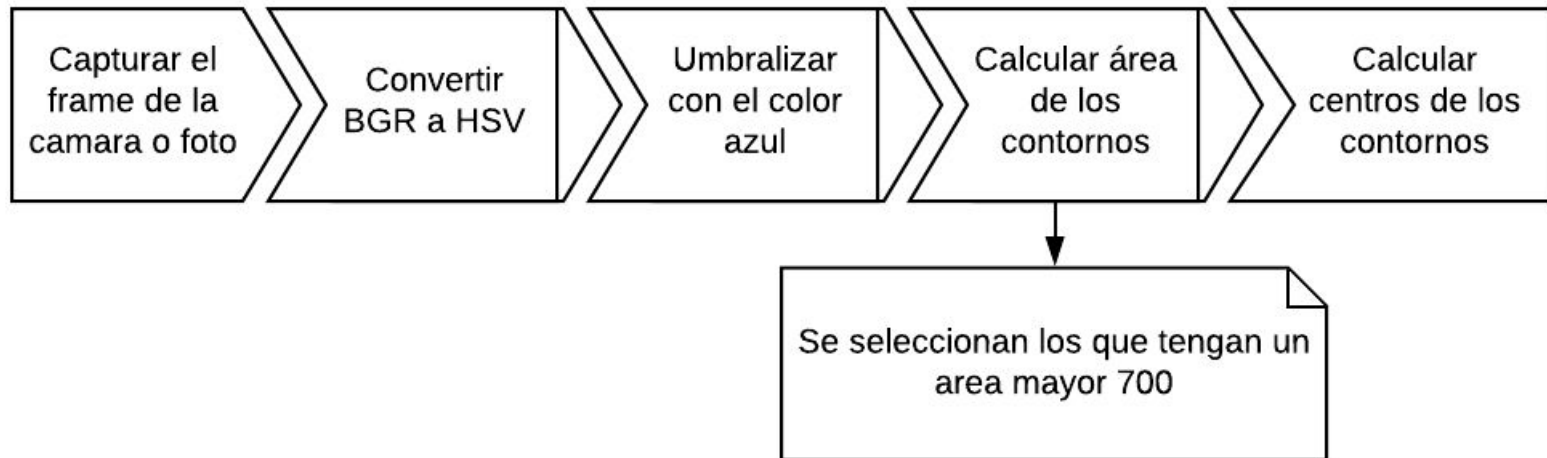 Capturar el
frame de la
camara o foto
Convertir
BGR a HSV
Umbralizar
con el color
azul
Calcular área
de los
contornos
Calcular
centros de los
contornos
Se seleccionan los que tengan un
area mayor 700